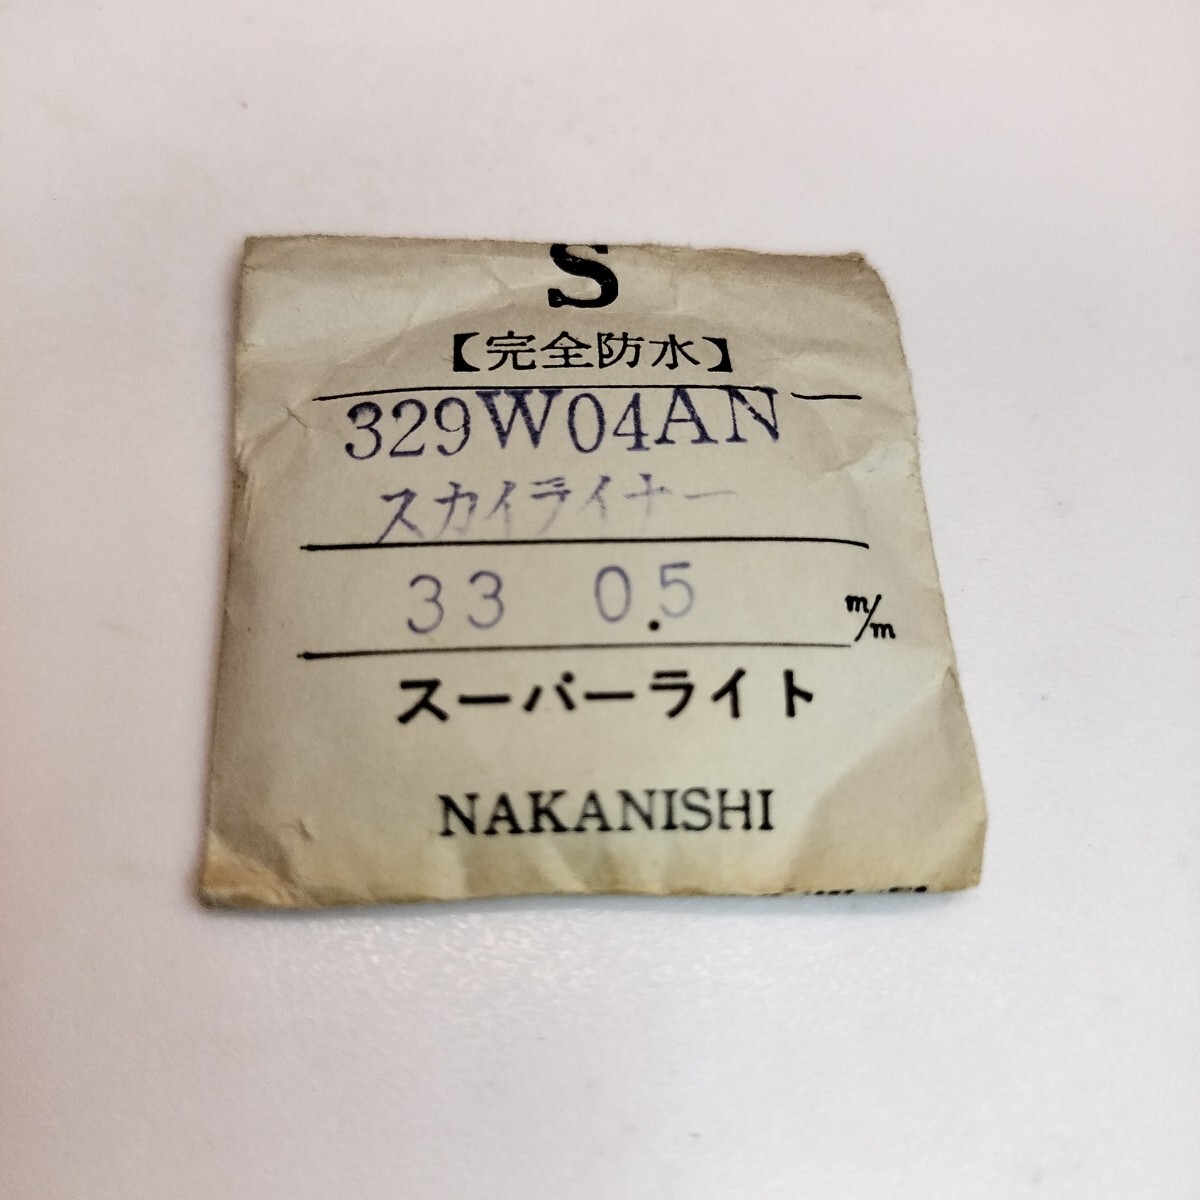 S
【完全防水】
329W04AN
スカイライナー
33 0.5 m/m
スーパーライト
NAKANISHI